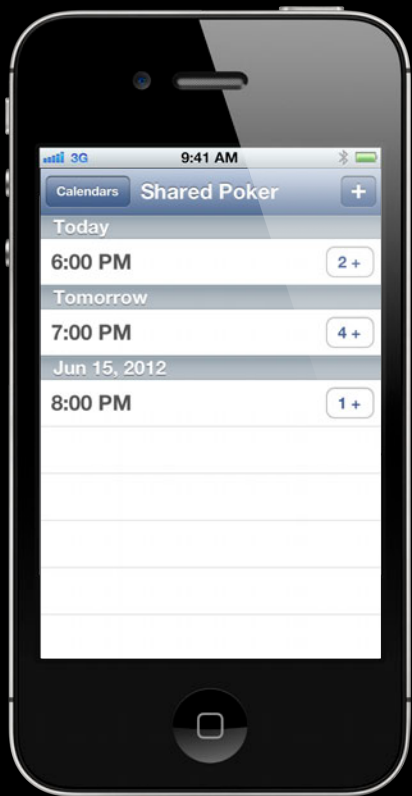 3G 9:41 AM
Calendars Shared Poker +
Today
6:00 PM 2 +
Tomorrow
7:00 PM 4 +
Jun 15, 2012
8:00 PM 1 +